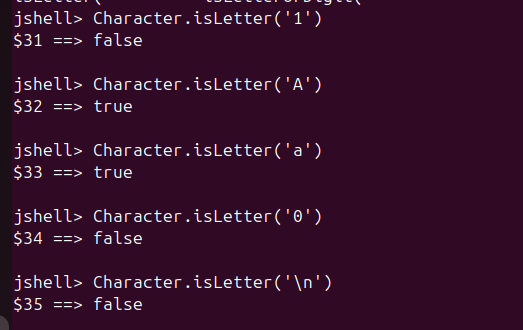 jshell> Character.isLetter('1')
$31 ==> false
jshell> Character.isLetter('A')
$32 ==> true
jshell> Character.isLetter('a')
$33 ==> true
jshell> Character.isLetter('0')
$34 ==> false
jshell> Character.isLetter('\n')
$35 ==> false